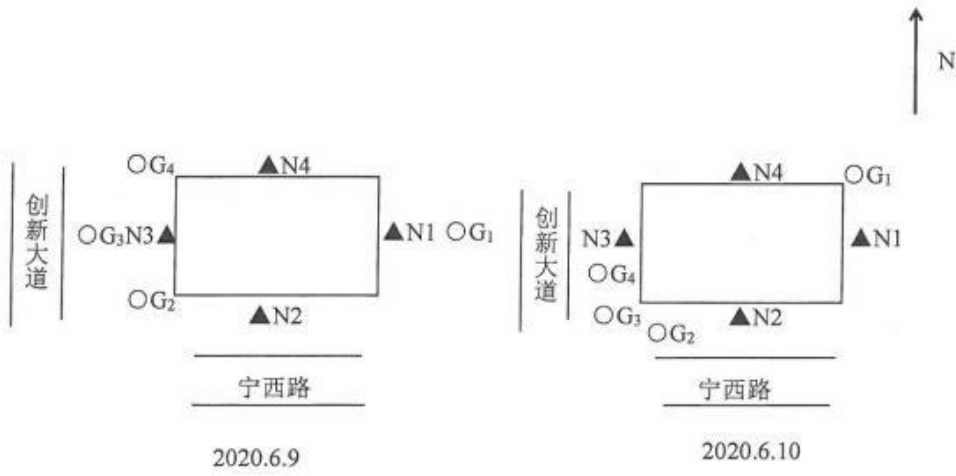 N
○G₄
▲N4
○G₁
▲N4
创新大道
○G₃N3▲
▲N1
○G₁
创新大道
N3▲
▲N1
○G₄
○G₂
▲N2
○G₃
○G₂
▲N2
宁西路
宁西路
2020.6.9
2020.6.10